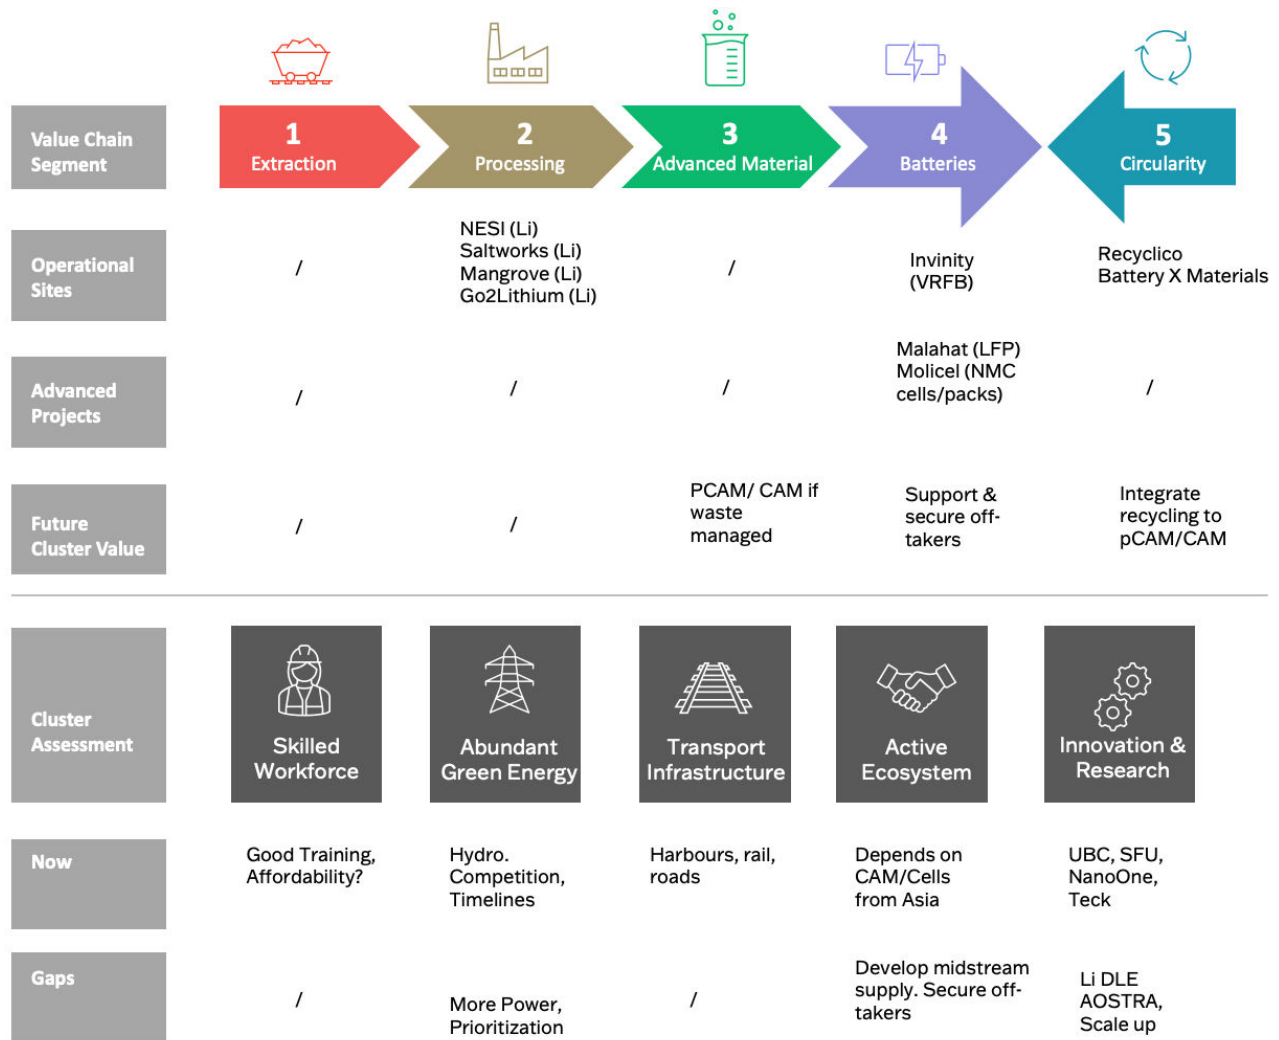 Value Chain
Segment
1
Extraction
2
Processing
3
Advanced Material
4
Batteries
5
Circularity
Operational
Sites
/
NESI (Li)
Saltworks (Li)
Mangrove (Li)
Go2Lithium (Li)
/
Invinity
(VRFB)
Recyclico
Battery X Materials
Advanced
Projects
/
/
/
Malahat (LFP)
Molicel (NMC
cells/packs)
/
Future
Cluster Value
/
/
PCAM/ CAM if
waste
managed
Support &
secure off-
takers
Integrate
recycling to
pCAM/CAM
Cluster
Assessment
Skilled
Workforce
Abundant
Green Energy
Transport
Infrastructure
Active
Ecosystem
Innovation &
Research
Now
Good Training,
Affordability?
Hydro.
Competition,
Timelines
Harbours, rail,
roads
Depends on
CAM/Cells
from Asia
UBC, SFU,
NanoOne,
Teck
Gaps
/
More Power,
Prioritization
/
Develop midstream
supply. Secure off-
takers
Li DLE
AOSTRA,
Scale up